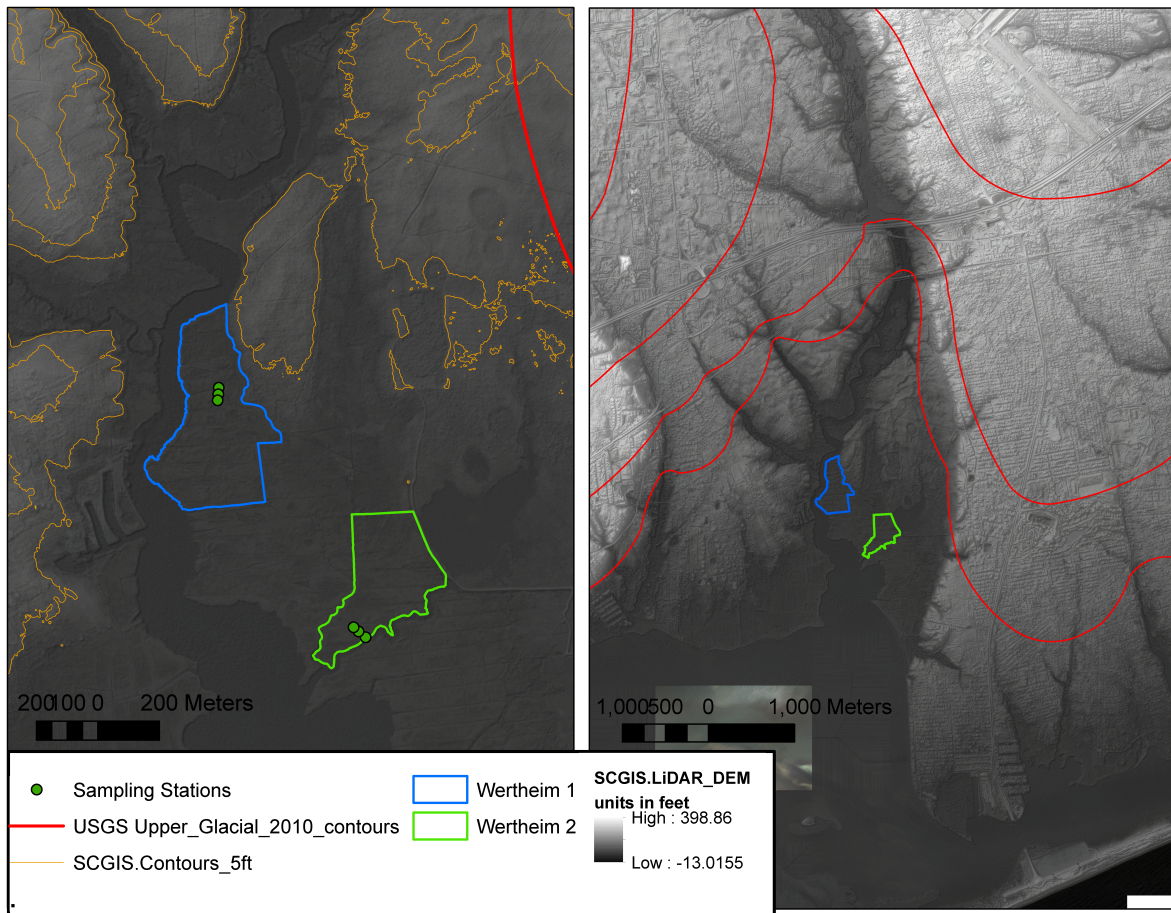 200100 0 200 Meters
1,000500 0 1,000 Meters
Sampling Stations
USGS Upper_Glacial_2010_contours
SCGIS.Contours_5ft
Wertheim 1
Wertheim 2
SCGIS.LiDAR_DEM
units in feet
High : 398.86
Low : -13.0155